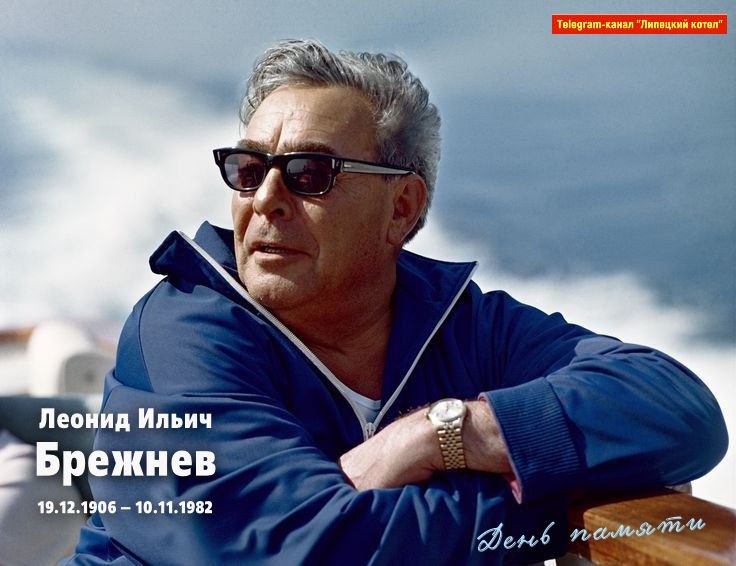 Telegram-канал "Липецкий котел"
Леонид Ильич
Брежнев
19.12.1906 – 10.11.1982
День памяти